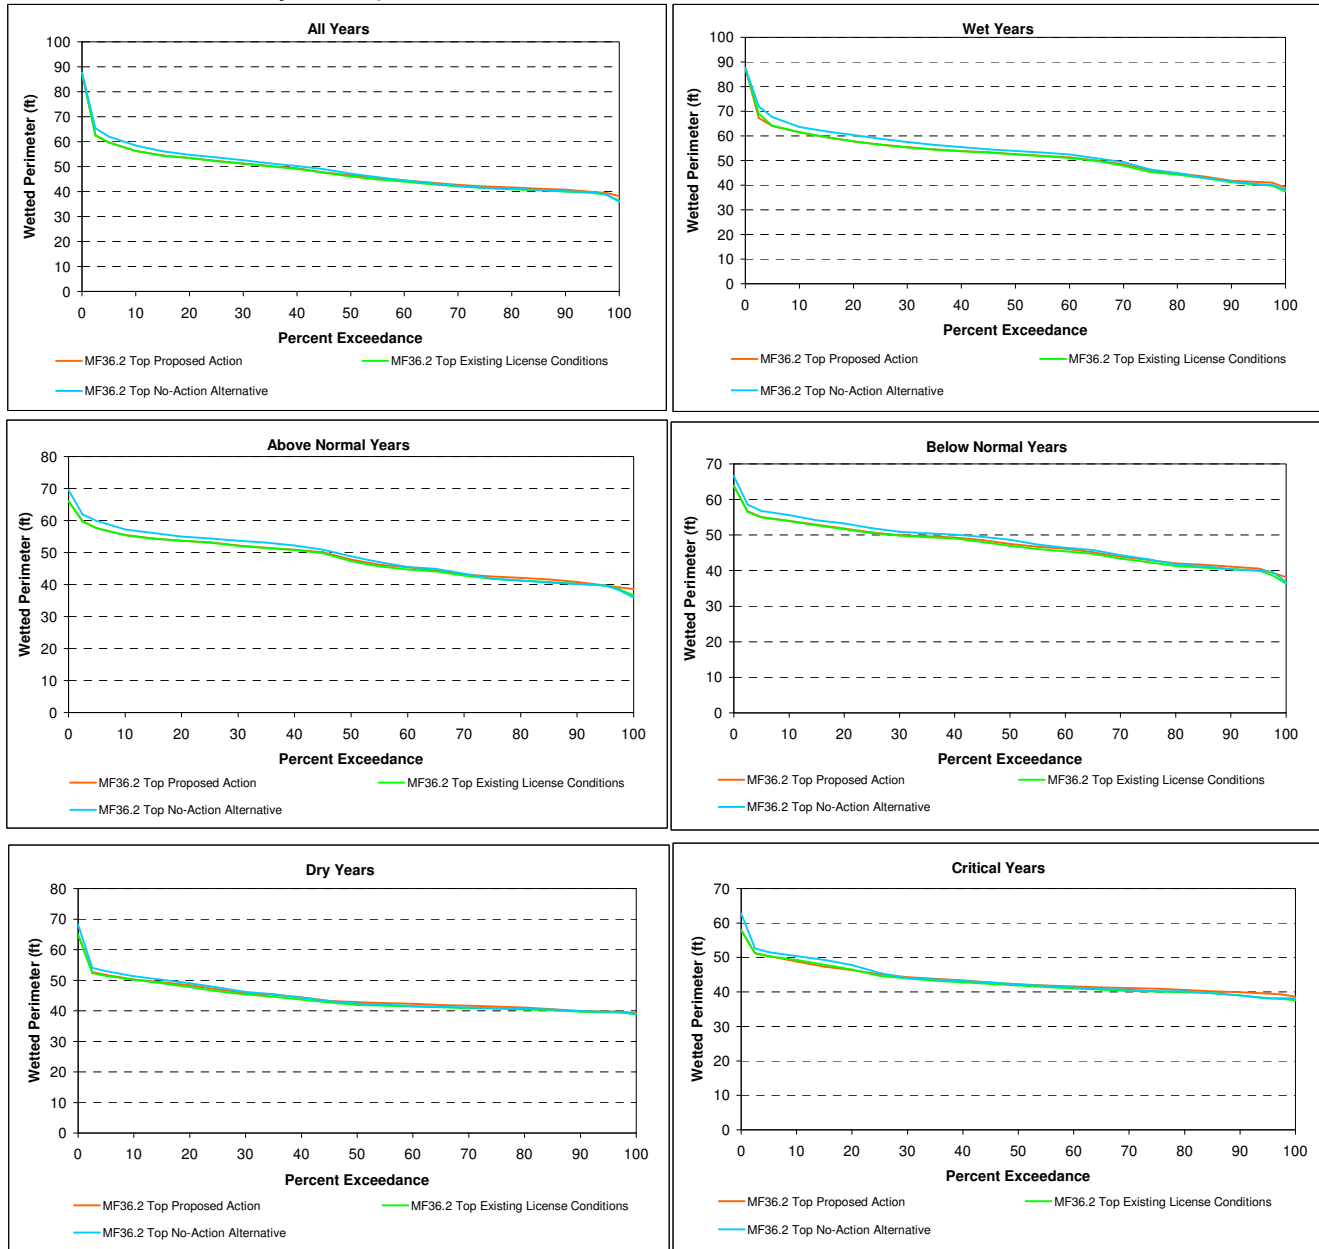 All Years
100
90
80
70
60
50
40
30
20
10
0
Wetted Perimeter (ft)
0 10 20 30 40 50 60 70 80 90 100
Percent Exceedance
MF36.2 Top Proposed Action
MF36.2 Top Existing License Conditions
MF36.2 Top No-Action Alternative
Wet Years
100
90
80
70
60
50
40
30
20
10
0
Wetted Perimeter (ft)
0 10 20 30 40 50 60 70 80 90 100
Percent Exceedance
MF36.2 Top Proposed Action
MF36.2 Top Existing License Conditions
MF36.2 Top No-Action Alternative
Above Normal Years
80
70
60
50
40
30
20
10
0
Wetted Perimeter (ft)
0 10 20 30 40 50 60 70 80 90 100
Percent Exceedance
MF36.2 Top Proposed Action
MF36.2 Top Existing License Conditions
MF36.2 Top No-Action Alternative
Below Normal Years
70
60
50
40
30
20
10
0
Wetted Perimeter (ft)
0 10 20 30 40 50 60 70 80 90 100
Percent Exceedance
MF36.2 Top Proposed Action
MF36.2 Top Existing License Conditions
MF36.2 Top No-Action Alternative
Dry Years
80
70
60
50
40
30
20
10
0
Wetted Perimeter (ft)
0 10 20 30 40 50 60 70 80 90 100
Percent Exceedance
MF36.2 Top Proposed Action
MF36.2 Top Existing License Conditions
MF36.2 Top No-Action Alternative
Critical Years
70
60
50
40
30
20
10
0
Wetted Perimeter (ft)
0 10 20 30 40 50 60 70 80 90 100
Percent Exceedance
MF36.2 Top Proposed Action
MF36.2 Top Existing License Conditions
MF36.2 Top No-Action Alternative